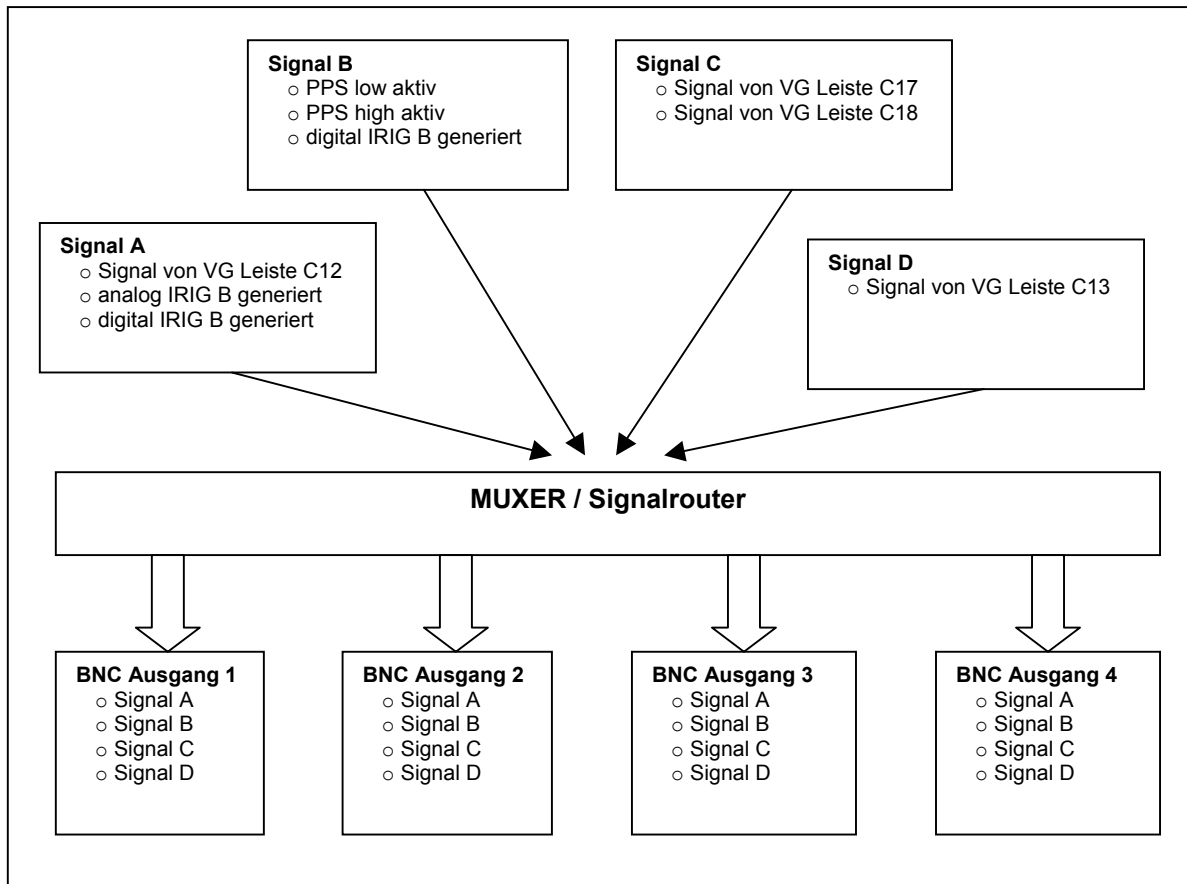 Signal B
o PPS low aktiv
o PPS high aktiv
o digital IRIG B generiert
Signal C
o Signal von VG Leiste C17
o Signal von VG Leiste C18
Signal A
o Signal von VG Leiste C12
o analog IRIG B generiert
o digital IRIG B generiert
Signal D
o Signal von VG Leiste C13
MUXER / Signalrouter
BNC Ausgang 1
o Signal A
o Signal B
o Signal C
o Signal D
BNC Ausgang 2
o Signal A
o Signal B
o Signal C
o Signal D
BNC Ausgang 3
o Signal A
o Signal B
o Signal C
o Signal D
BNC Ausgang 4
o Signal A
o Signal B
o Signal C
o Signal D